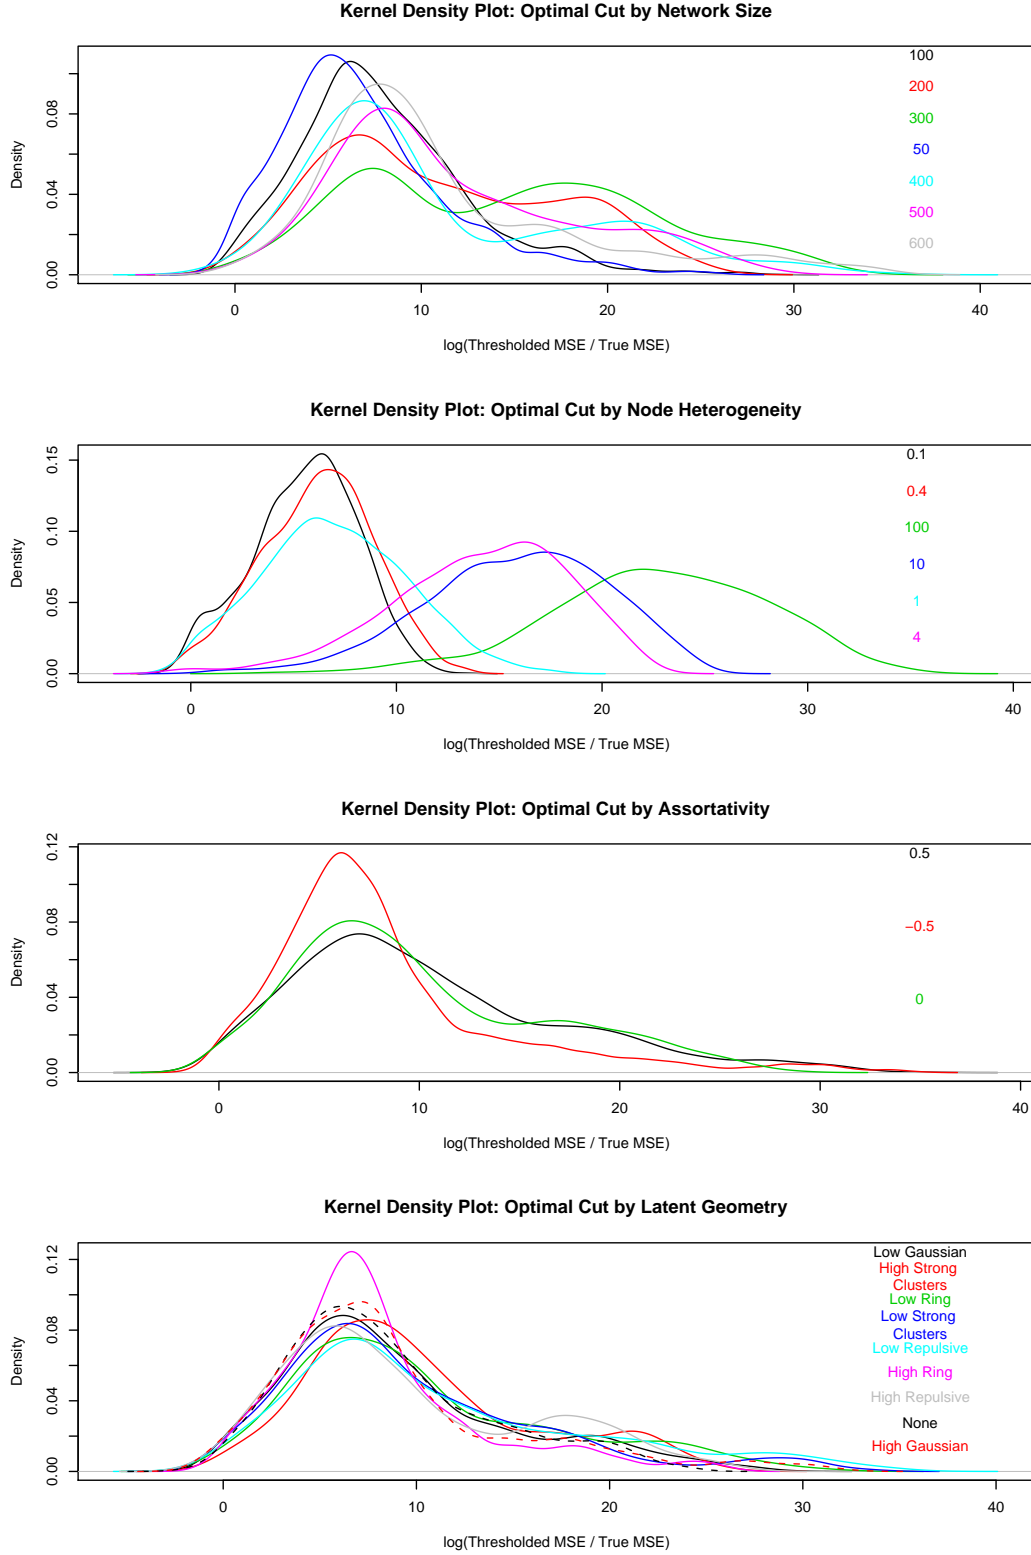 Kernel Density Plot: Optimal Cut by Network Size
Density
0.00
0.04
0.08
100
200
300
50
400
500
600
0 10 20 30 40
log(Thresholded MSE / True MSE)
Kernel Density Plot: Optimal Cut by Node Heterogeneity
Density
0.00
0.05
0.10
0.15
0.1
0.4
100
10
1
4
0 10 20 30 40
log(Thresholded MSE / True MSE)
Kernel Density Plot: Optimal Cut by Assortativity
Density
0.00
0.04
0.08
0.12
0.5
−0.5
0
0 10 20 30 40
log(Thresholded MSE / True MSE)
Kernel Density Plot: Optimal Cut by Latent Geometry
Density
0.00
0.04
0.08
0.12
Low Gaussian
High Strong
Clusters
Low Ring
Low Strong
Clusters
Low Repulsive
High Ring
High Repulsive
None
High Gaussian
0 10 20 30 40
log(Thresholded MSE / True MSE)